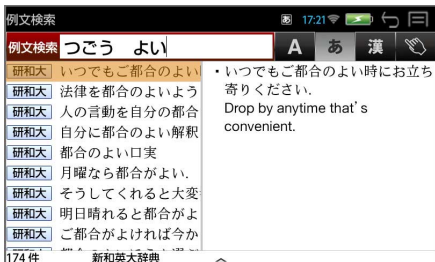 例文検索
あ 17:21
例文検索 つごう よい
A あ 漢
研和大 いつでもご都合のよい
研和大 法律を都合のよいよう
研和大 人の言動を自分の都合
研和大 自分に都合のよい解釈
研和大 都合のよい口実
研和大 月曜なら都合がよい.
研和大 そうしてくれると大変
研和大 明日晴れると都合がよ
研和大 ご都合がよければ今か
174 件 新和英大辞典
・いつでもご都合のよい時にお立ち
寄りください.
Drop by anytime that's
convenient.